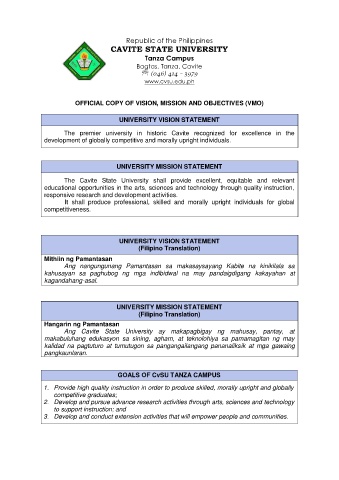 Republic of the Philippines
CAVITE STATE UNIVERSITY
Tanza Campus
Bagtas, Tanza, Cavite
☏ (046) 414 – 3979
www.cvsu.edu.ph
OFFICIAL COPY OF VISION, MISSION AND OBJECTIVES (VMO)
UNIVERSITY VISION STATEMENT
The premier university in historic Cavite recognized for excellence in the
development of globally competitive and morally upright individuals.
UNIVERSITY MISSION STATEMENT
The Cavite State University shall provide excellent, equitable and relevant
educational opportunities in the arts, sciences and technology through quality instruction,
responsive research and development activities.
It shall produce professional, skilled and morally upright individuals for global
competitiveness.
UNIVERSITY VISION STATEMENT
(Filipino Translation)
Mithiin ng Pamantasan
Ang nangungunang Pamantasan sa makasaysayang Kabite na kinikilala sa
kahusayan sa paghubog ng mga indibidwal na may pandaigdigang kakayahan at
kagandahang-asal.
UNIVERSITY MISSION STATEMENT
(Filipino Translation)
Hangarin ng Pamantasan
Ang Cavite State University ay makapagbigay ng mahusay, pantay, at
makabuluhang edukasyon sa sining, agham, at teknolohiya sa pamamagitan ng may
kalidad na pagtuturo at tumutugon sa pangangailangang pananaliksik at mga gawaing
pangkaunlaran.
GOALS OF CvSU TANZA CAMPUS
1. Provide high quality instruction in order to produce skilled, morally upright and globally
competitive graduates;
2. Develop and pursue advance research activities through arts, sciences and technology
to support instruction; and
3. Develop and conduct extension activities that will empower people and communities.